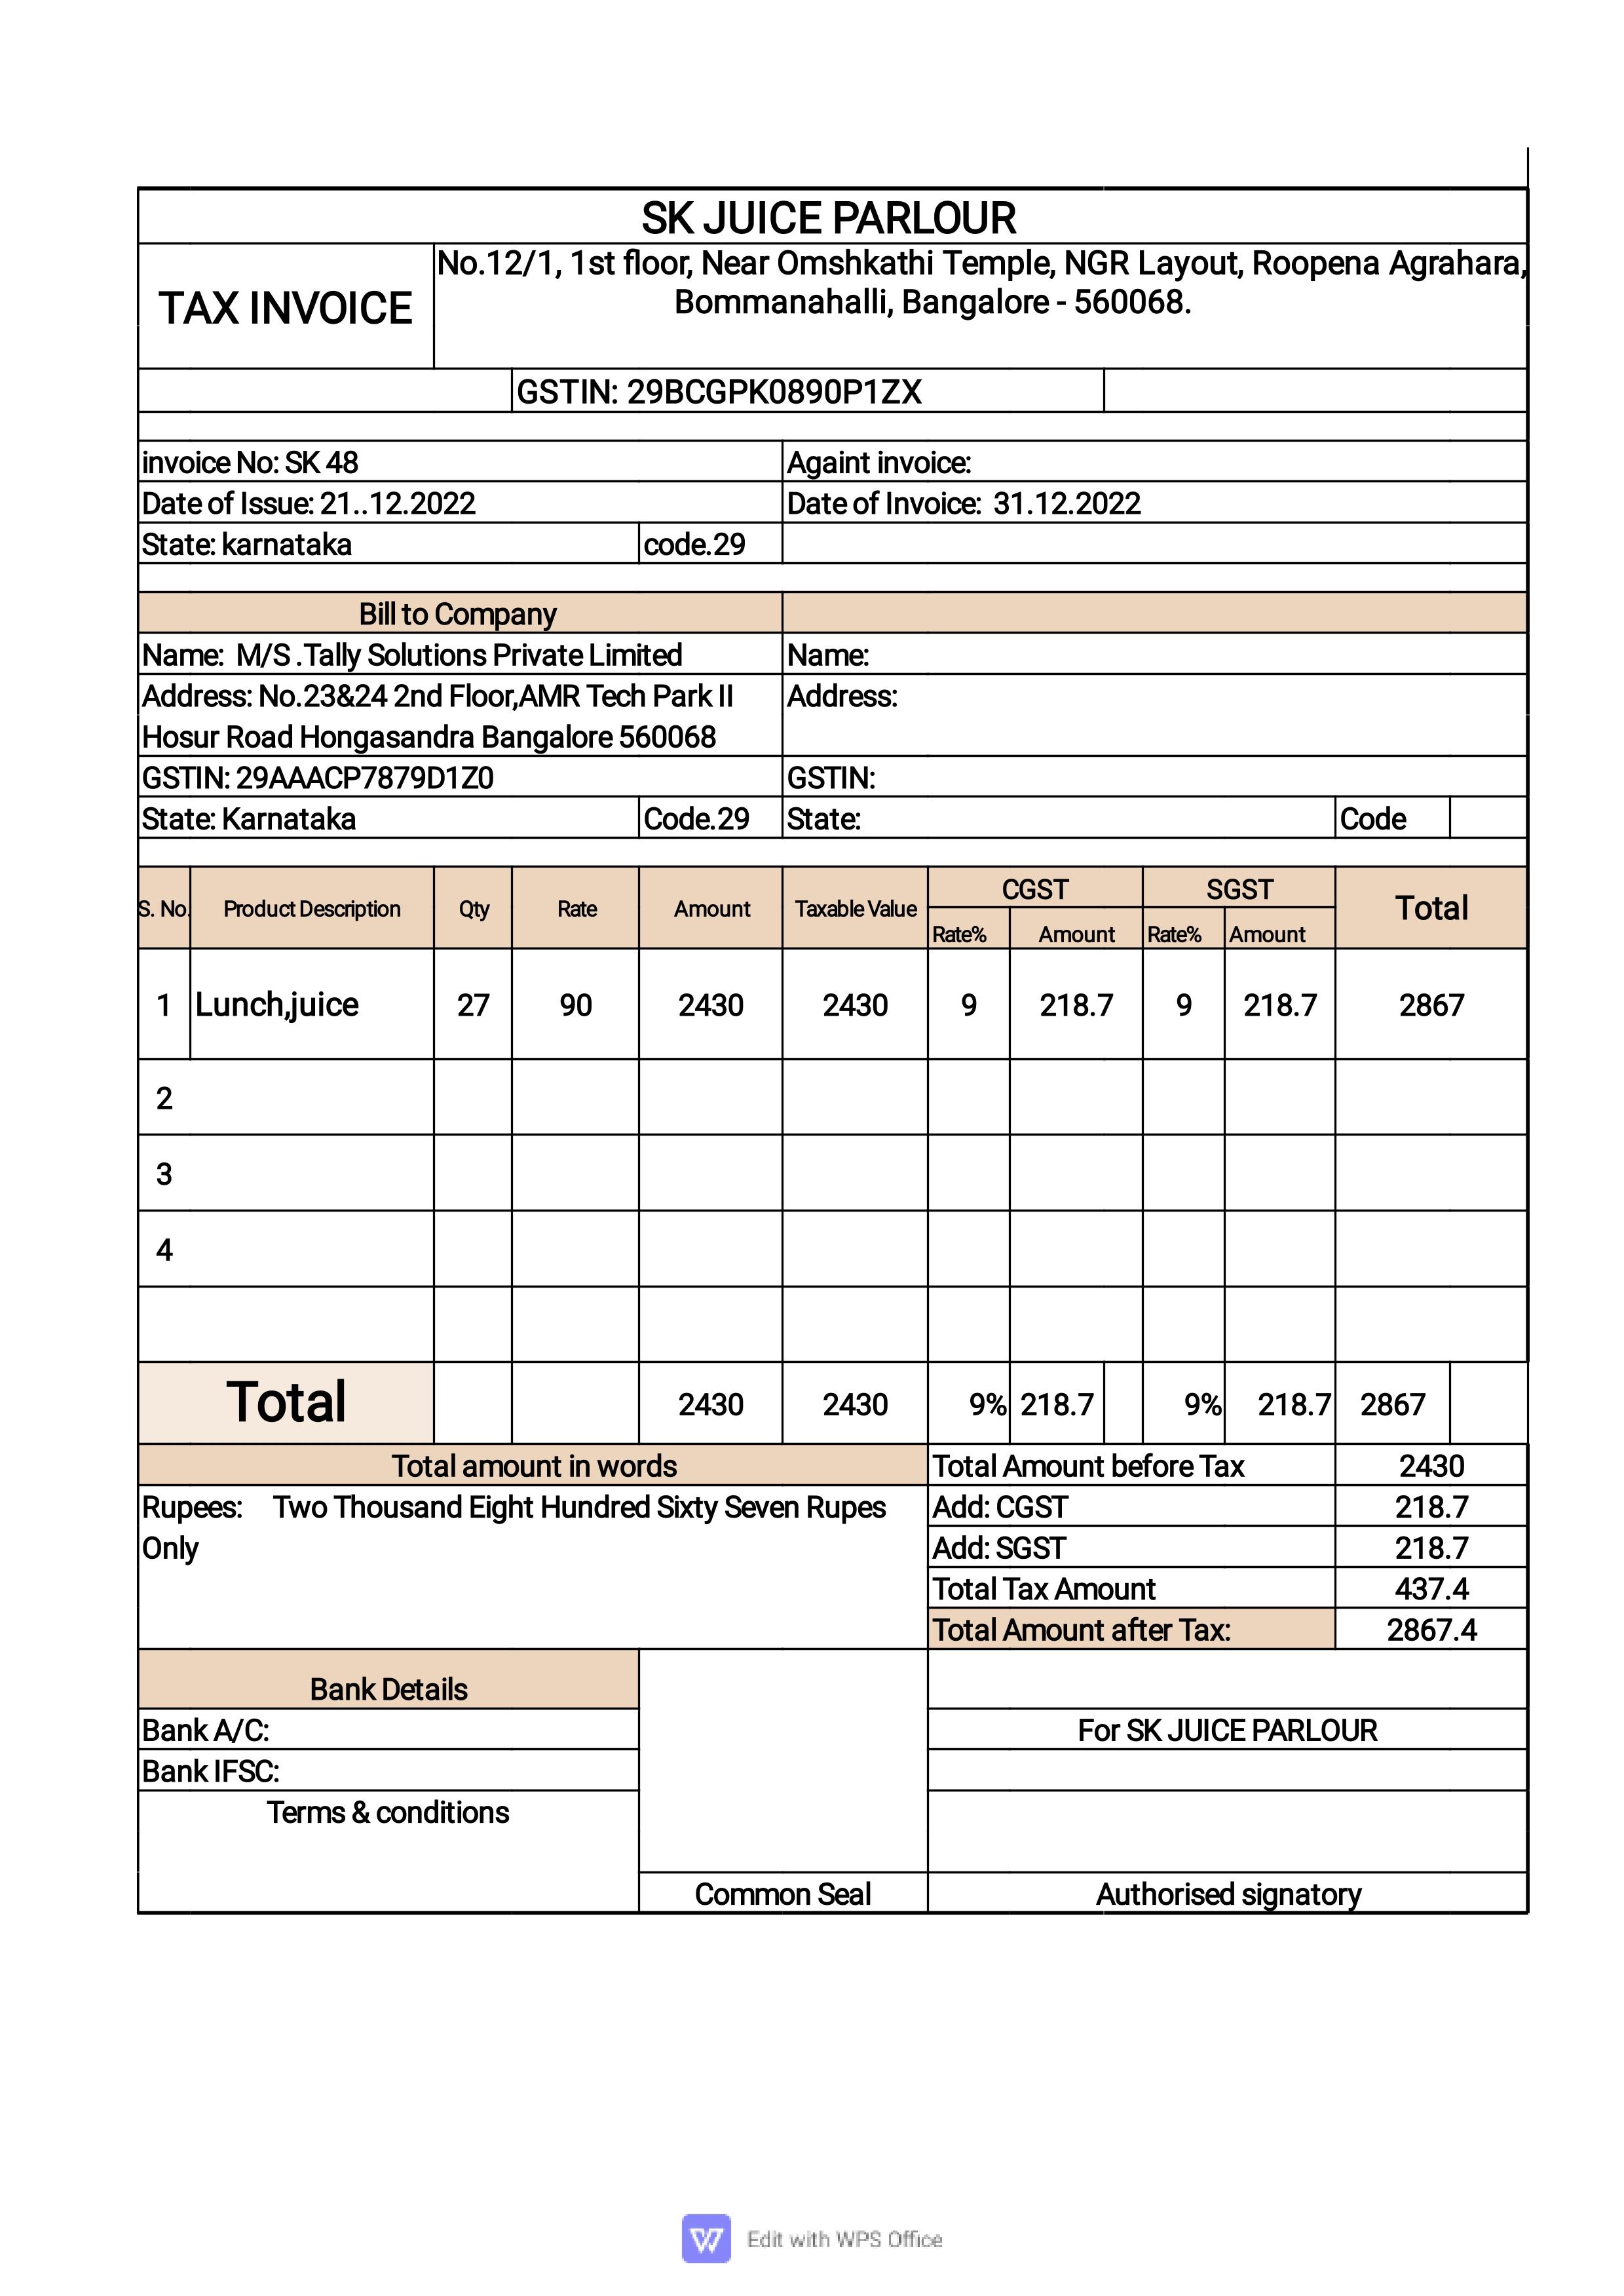 SK JUICE PARLOUR
TAX INVOICE
No.12/1, 1st floor, Near Omshkathi Temple, NGR Layout, Roopena Agrahara,
Bommanahalli, Bangalore - 560068.
GSTIN: 29BCGPK0890P1ZX
invoice No: SK 48 Againt invoice:
Date of Issue: 21..12.2022 Date of Invoice: 31.12.2022
State: karnataka code.29
Bill to Company
Name: M/S .Tally Solutions Private Limited Name:
Address: No.23&24 2nd Floor,AMR Tech Park II Address:
Hosur Road Hongasandra Bangalore 560068
GSTIN: 29AAACP7879D1Z0 GSTIN:
State: Karnataka Code.29 State: Code
S. No. Product Description Qty Rate Amount Taxable Value CGST SGST Total
Rate% Amount Rate% Amount
1 Lunch,juice 27 90 2430 2430 9 218.7 9 218.7 2867
2
3
4
Total 2430 2430 9% 218.7 9% 218.7 2867
Total amount in words Total Amount before Tax 2430
Rupees: Two Thousand Eight Hundred Sixty Seven Rupes Add: CGST 218.7
Only Add: SGST 218.7
Total Tax Amount 437.4
Total Amount after Tax: 2867.4
Bank Details
Bank A/C: For SK JUICE PARLOUR
Bank IFSC:
Terms & conditions
Common Seal Authorised signatory
Edit with WPS Office